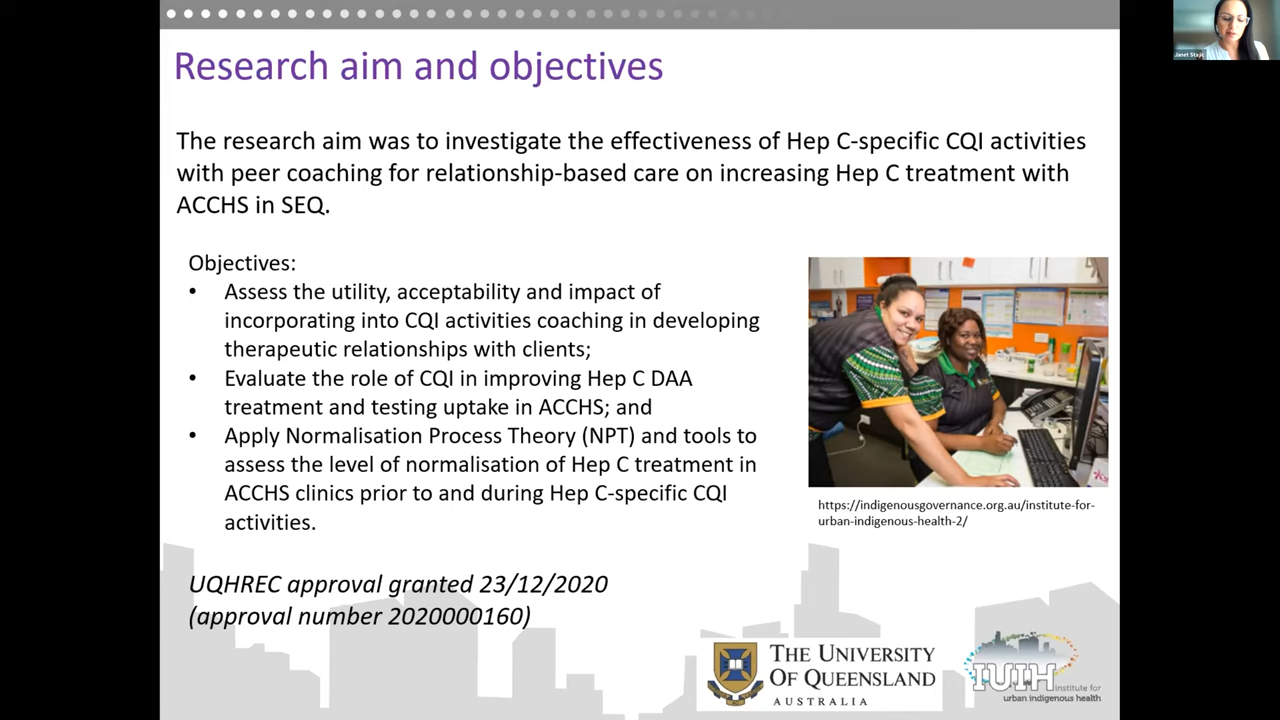 Research aim and objectives
Janet Stajic
The research aim was to investigate the effectiveness of Hep C-specific CQI activities
with peer coaching for relationship-based care on increasing Hep C treatment with
ACCHS in SEQ.
Objectives:
• Assess the utility, acceptability and impact of
incorporating into CQI activities coaching in developing
therapeutic relationships with clients;
• Evaluate the role of CQI in improving Hep C DAA
treatment and testing uptake in ACCHS; and
• Apply Normalisation Process Theory (NPT) and tools to
assess the level of normalisation of Hep C treatment in
ACCHS clinics prior to and during Hep C-specific CQI
activities.
https://indigenousgovernance.org.au/institute-for-
urban-indigenous-health-2/
UQHREC approval granted 23/12/2020
(approval number 2020000160)
THE UNIVERSITY
OF QUEENSLAND
AUSTRALIA
IUIH
institute for
urban indigenous health